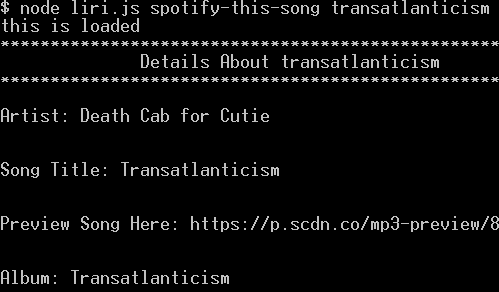 $ node liri.js spotify-this-song transatlanticism
this is loaded
**************************************************
Details About transatlanticism
**************************************************
Artist: Death Cab for Cutie
Song Title: Transatlanticism
Preview Song Here: https://p.scdn.co/mp3-preview/8
Album: Transatlanticism